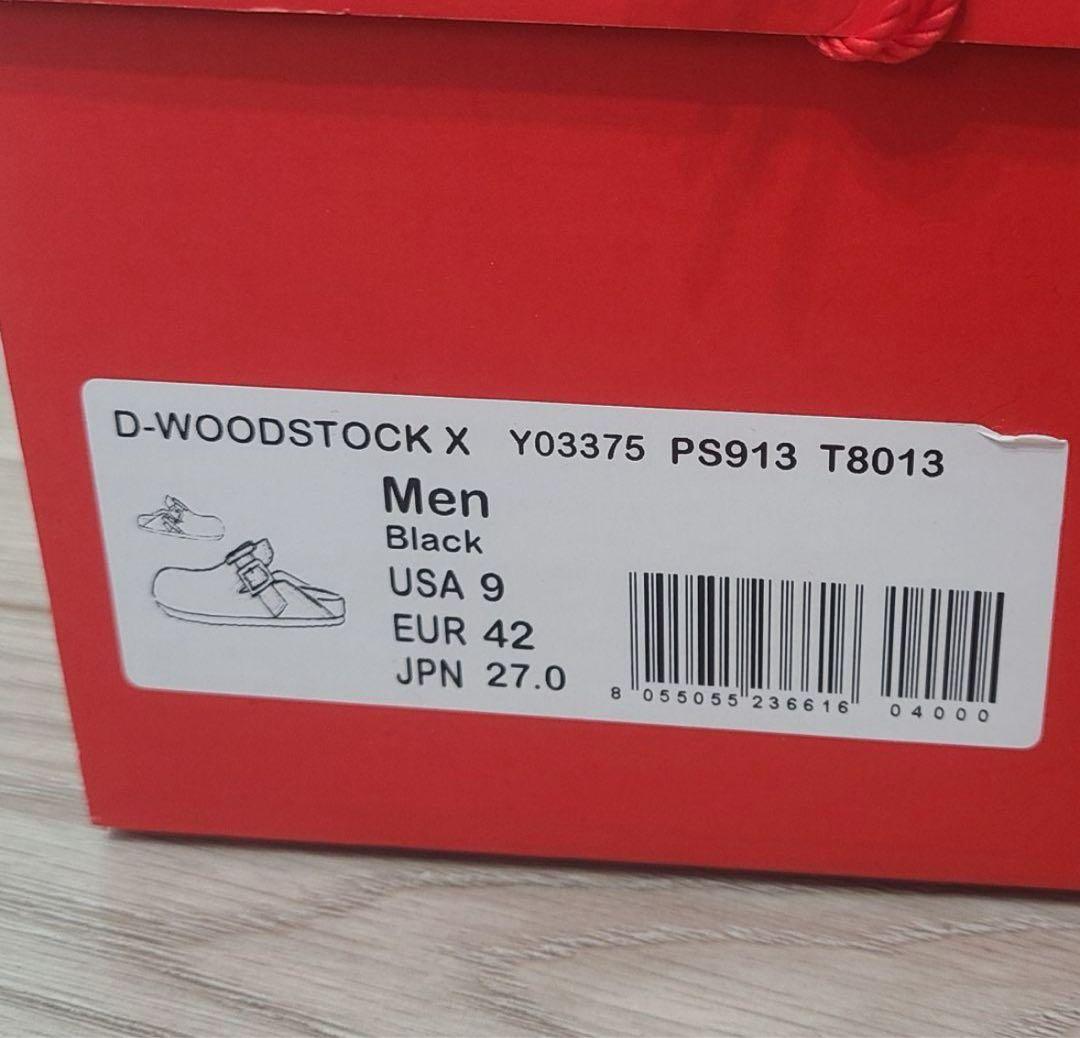 D-WOODSTOCK X Y03375 PS913 T8013
Men
Black
USA 9
EUR 42
JPN 27.0
8 055055 236616 04000